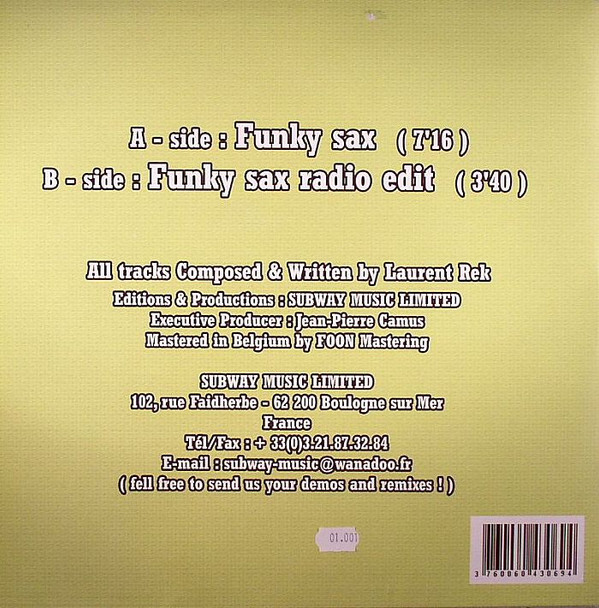 A - side : Funky sax ( 7'16 )
B - side : Funky sax radio edit ( 3'40 )
All tracks Composed & Written by Laurent Rek
Editions & Productions : SUBWAY MUSIC LIMITED
Executive Producer : Jean-Pierre Camus
Mastered in Belgium by FOON Mastering
SUBWAY MUSIC LIMITED
102, rue Faidherbe - 62 200 Boulogne sur Mer
France
Tél/Fax : + 33(0)3.21.87.32.84
E-mail : subway-music@wanadoo.fr
( fell free to send us your demos and remixes ! )
01.001
3 760060 430694